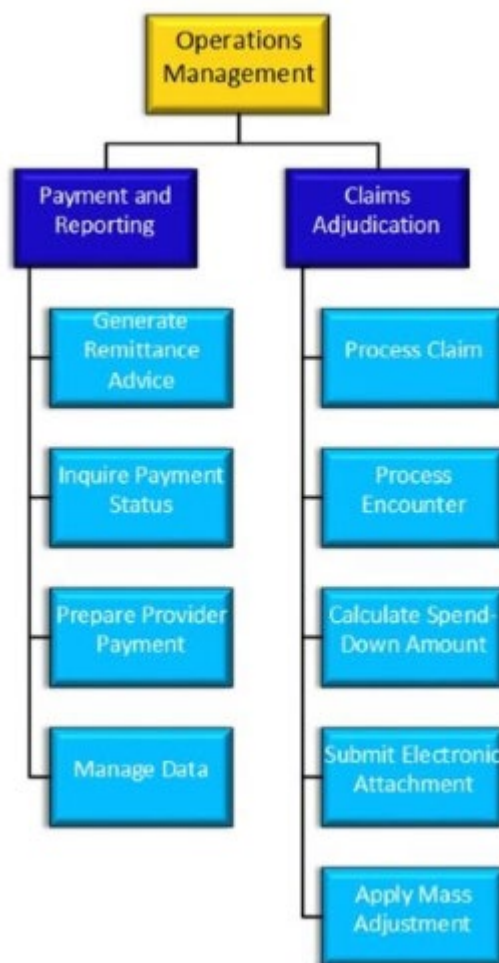 Operations
Management
Payment and
Reporting
Claims
Adjudication
Generate
Remittance
Advice
Process Claim
Inquire Payment
Status
Process
Encounter
Prepare Provider
Payment
Calculate Spend-
Down Amount
Manage Data
Submit Electronic
Attachment
Apply Mass
Adjustment